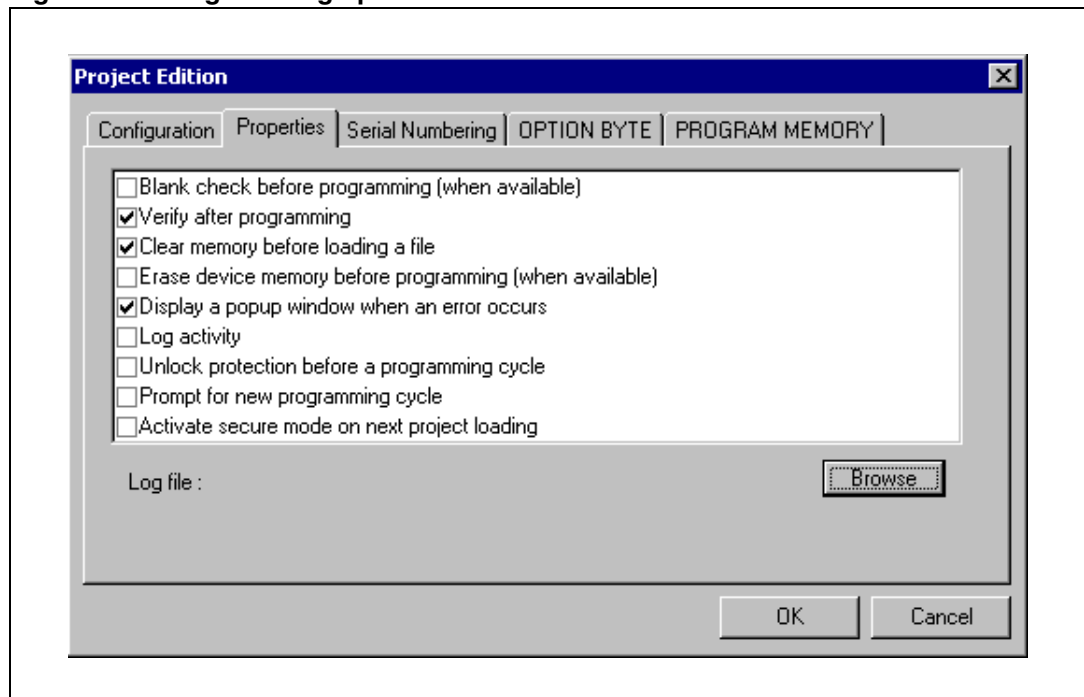 Project Edition
Configuration Properties Serial Numbering OPTION BYTE PROGRAM MEMORY
Blank check before programming (when available)
Verify after programming
Clear memory before loading a file
Erase device memory before programming (when available)
Display a popup window when an error occurs
Log activity
Unlock protection before a programming cycle
Prompt for new programming cycle
Activate secure mode on next project loading
Log file : Browse
OK Cancel